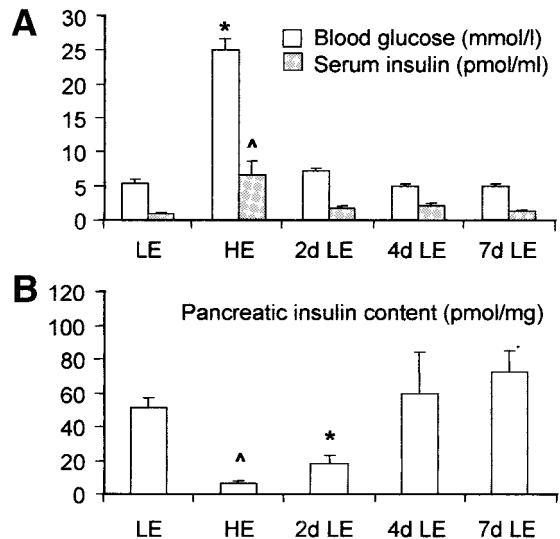 A
30
25
20
15
10
5
0
*
^
Blood glucose (mmol/l)
Serum insulin (pmol/ml)
LE HE 2d LE 4d LE 7d LE
B
120
100
80
60
40
20
0
Pancreatic insulin content (pmol/mg)
^
*
LE HE 2d LE 4d LE 7d LE